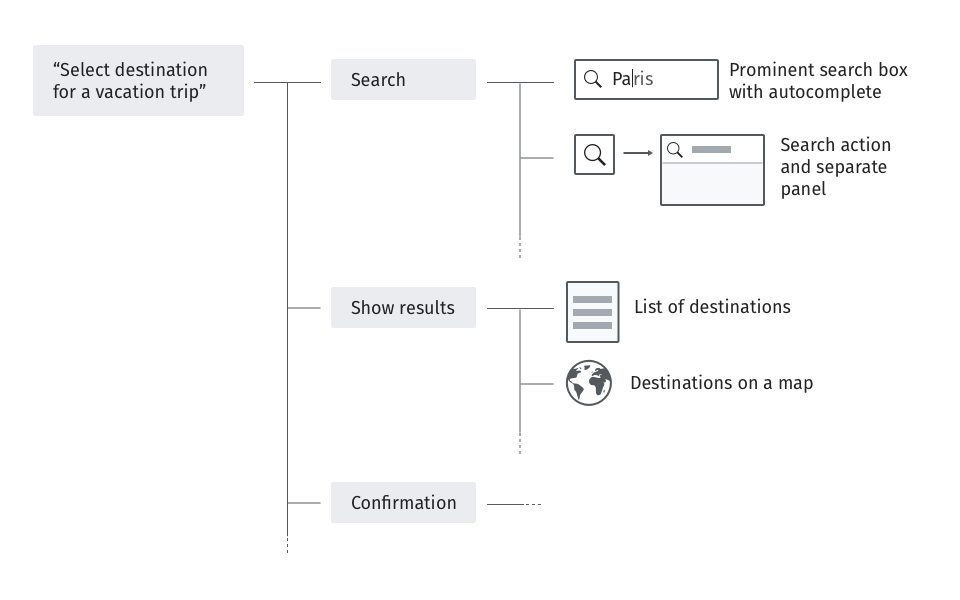 “Select destination
for a vacation trip”
Search
Paris
Prominent search box
with autocomplete
Search action
and separate
panel
Show results
List of destinations
Destinations on a map
Confirmation